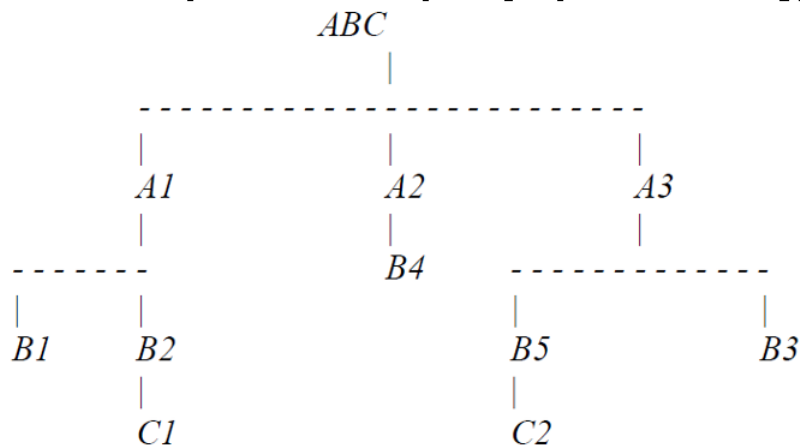 ABC
|
- - - - - - - - - - - - - - - - - - - - - - - - -
| | |
A1 A2 A3
| | |
- - - - - - - B4 - - - - - - - - - - - - -
| | | |
B1 B2 B5 B3
| |
C1 C2